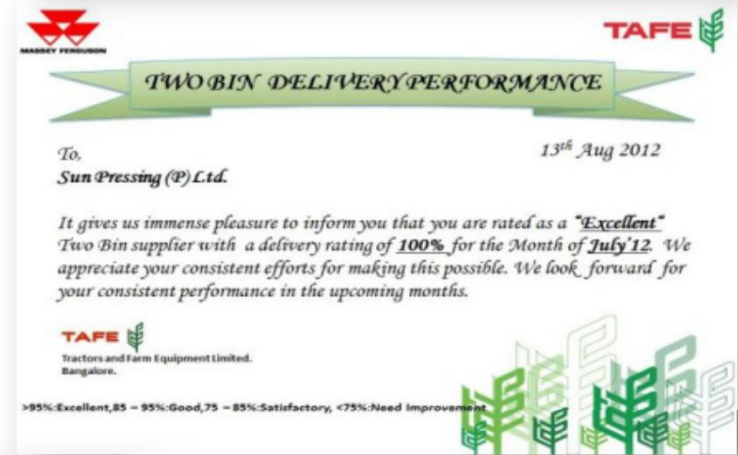 MASSEY FERGUSON
TAFE
TWO BIN DELIVERY PERFORMANCE
To,
13th Aug 2012
Sun Pressing (P) Ltd.
It gives us immense pleasure to inform you that you are rated as a "Excellent"
Two Bin supplier with a delivery rating of 100% for the Month of July'12. We
appreciate your consistent efforts for making this possible. We look forward for
your consistent performance in the upcoming months.
TAFE
Tractors and Farm Equipment Limited.
Bangalore.
>95%:Excellent,85 – 95%:Good,75 – 85%:Satisfactory, <75%:Need Improvement